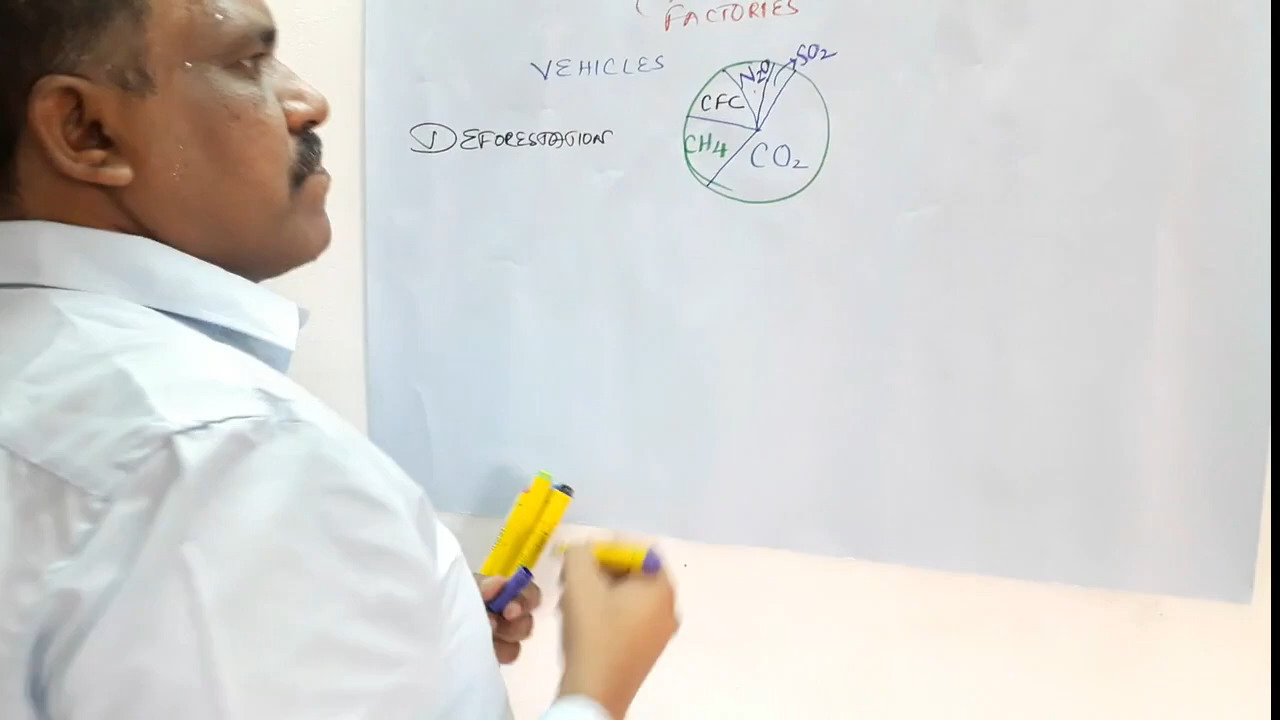 FACTORIES
VEHICLES
DEFORESTATION
SO2
N2O
CFC
CH4
CO2